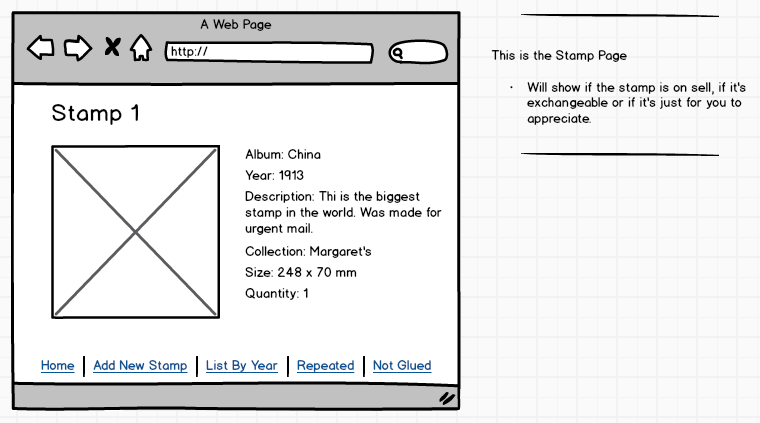 A Web Page
http://
Stamp 1
Album: China
Year: 1913
Description: Thi is the biggest
stamp in the world. Was made for
urgent mail.
Collection: Margaret's
Size: 248 x 70 mm
Quantity: 1
Home | Add New Stamp | List By Year | Repeated | Not Glued
This is the Stamp Page
· Will show if the stamp is on sell, if it's
exchangeable or if it's just for you to
appreciate.